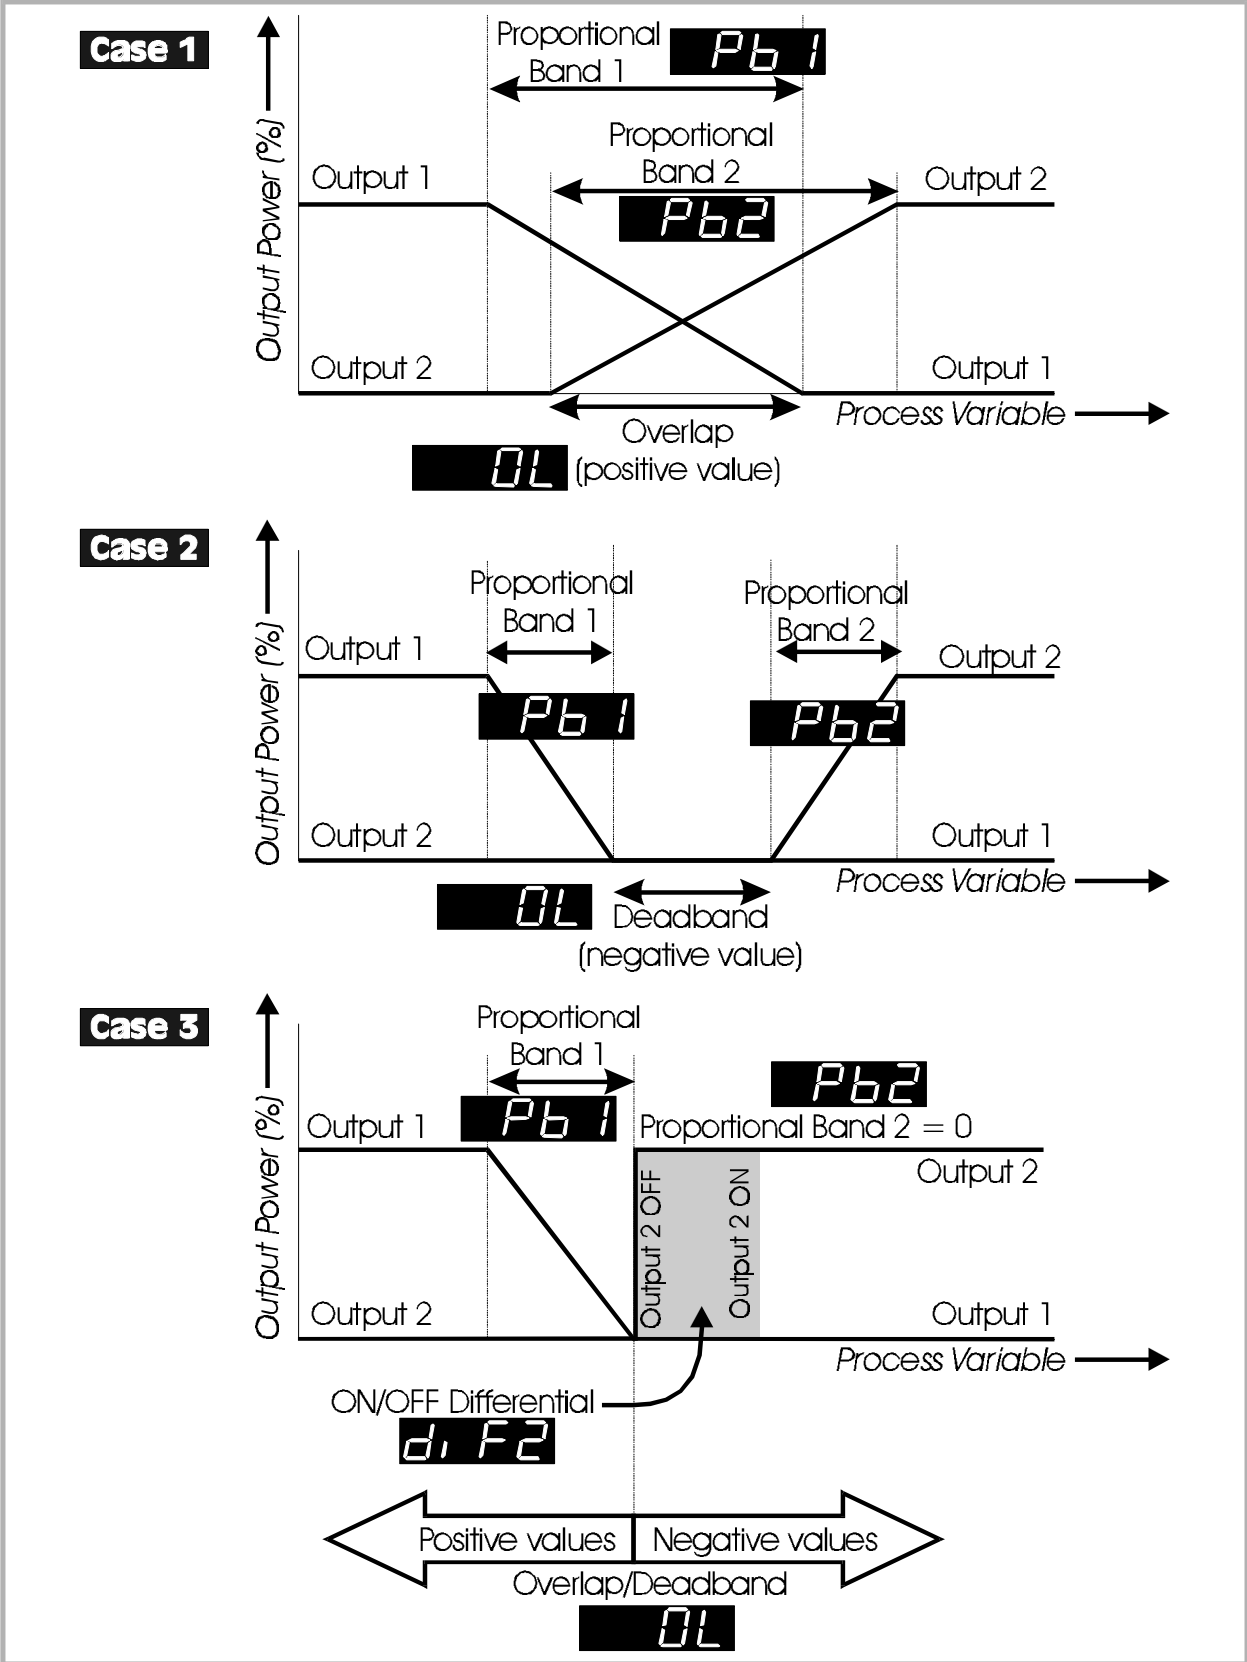 Case 1
Output Power (%)
Proportional
Band 1
Pb1
Proportional
Band 2
Pb2
Output 1
Output 2
Output 2
Output 1
Process Variable
Overlap
(positive value)
OL
Case 2
Output Power (%)
Proportional
Band 1
Proportional
Band 2
Output 1
Output 2
Pb1
Pb2
Output 2
Output 1
Process Variable
OL
Deadband
(negative value)
Case 3
Output Power (%)
Proportional
Band 1
Pb1
Pb2
Output 1
Proportional Band 2 = 0
Output 2
Output 2 OFF
Output 2 ON
Output 2
Output 1
Process Variable
ON/OFF Differential
diF2
Positive values
Negative values
Overlap/Deadband
OL